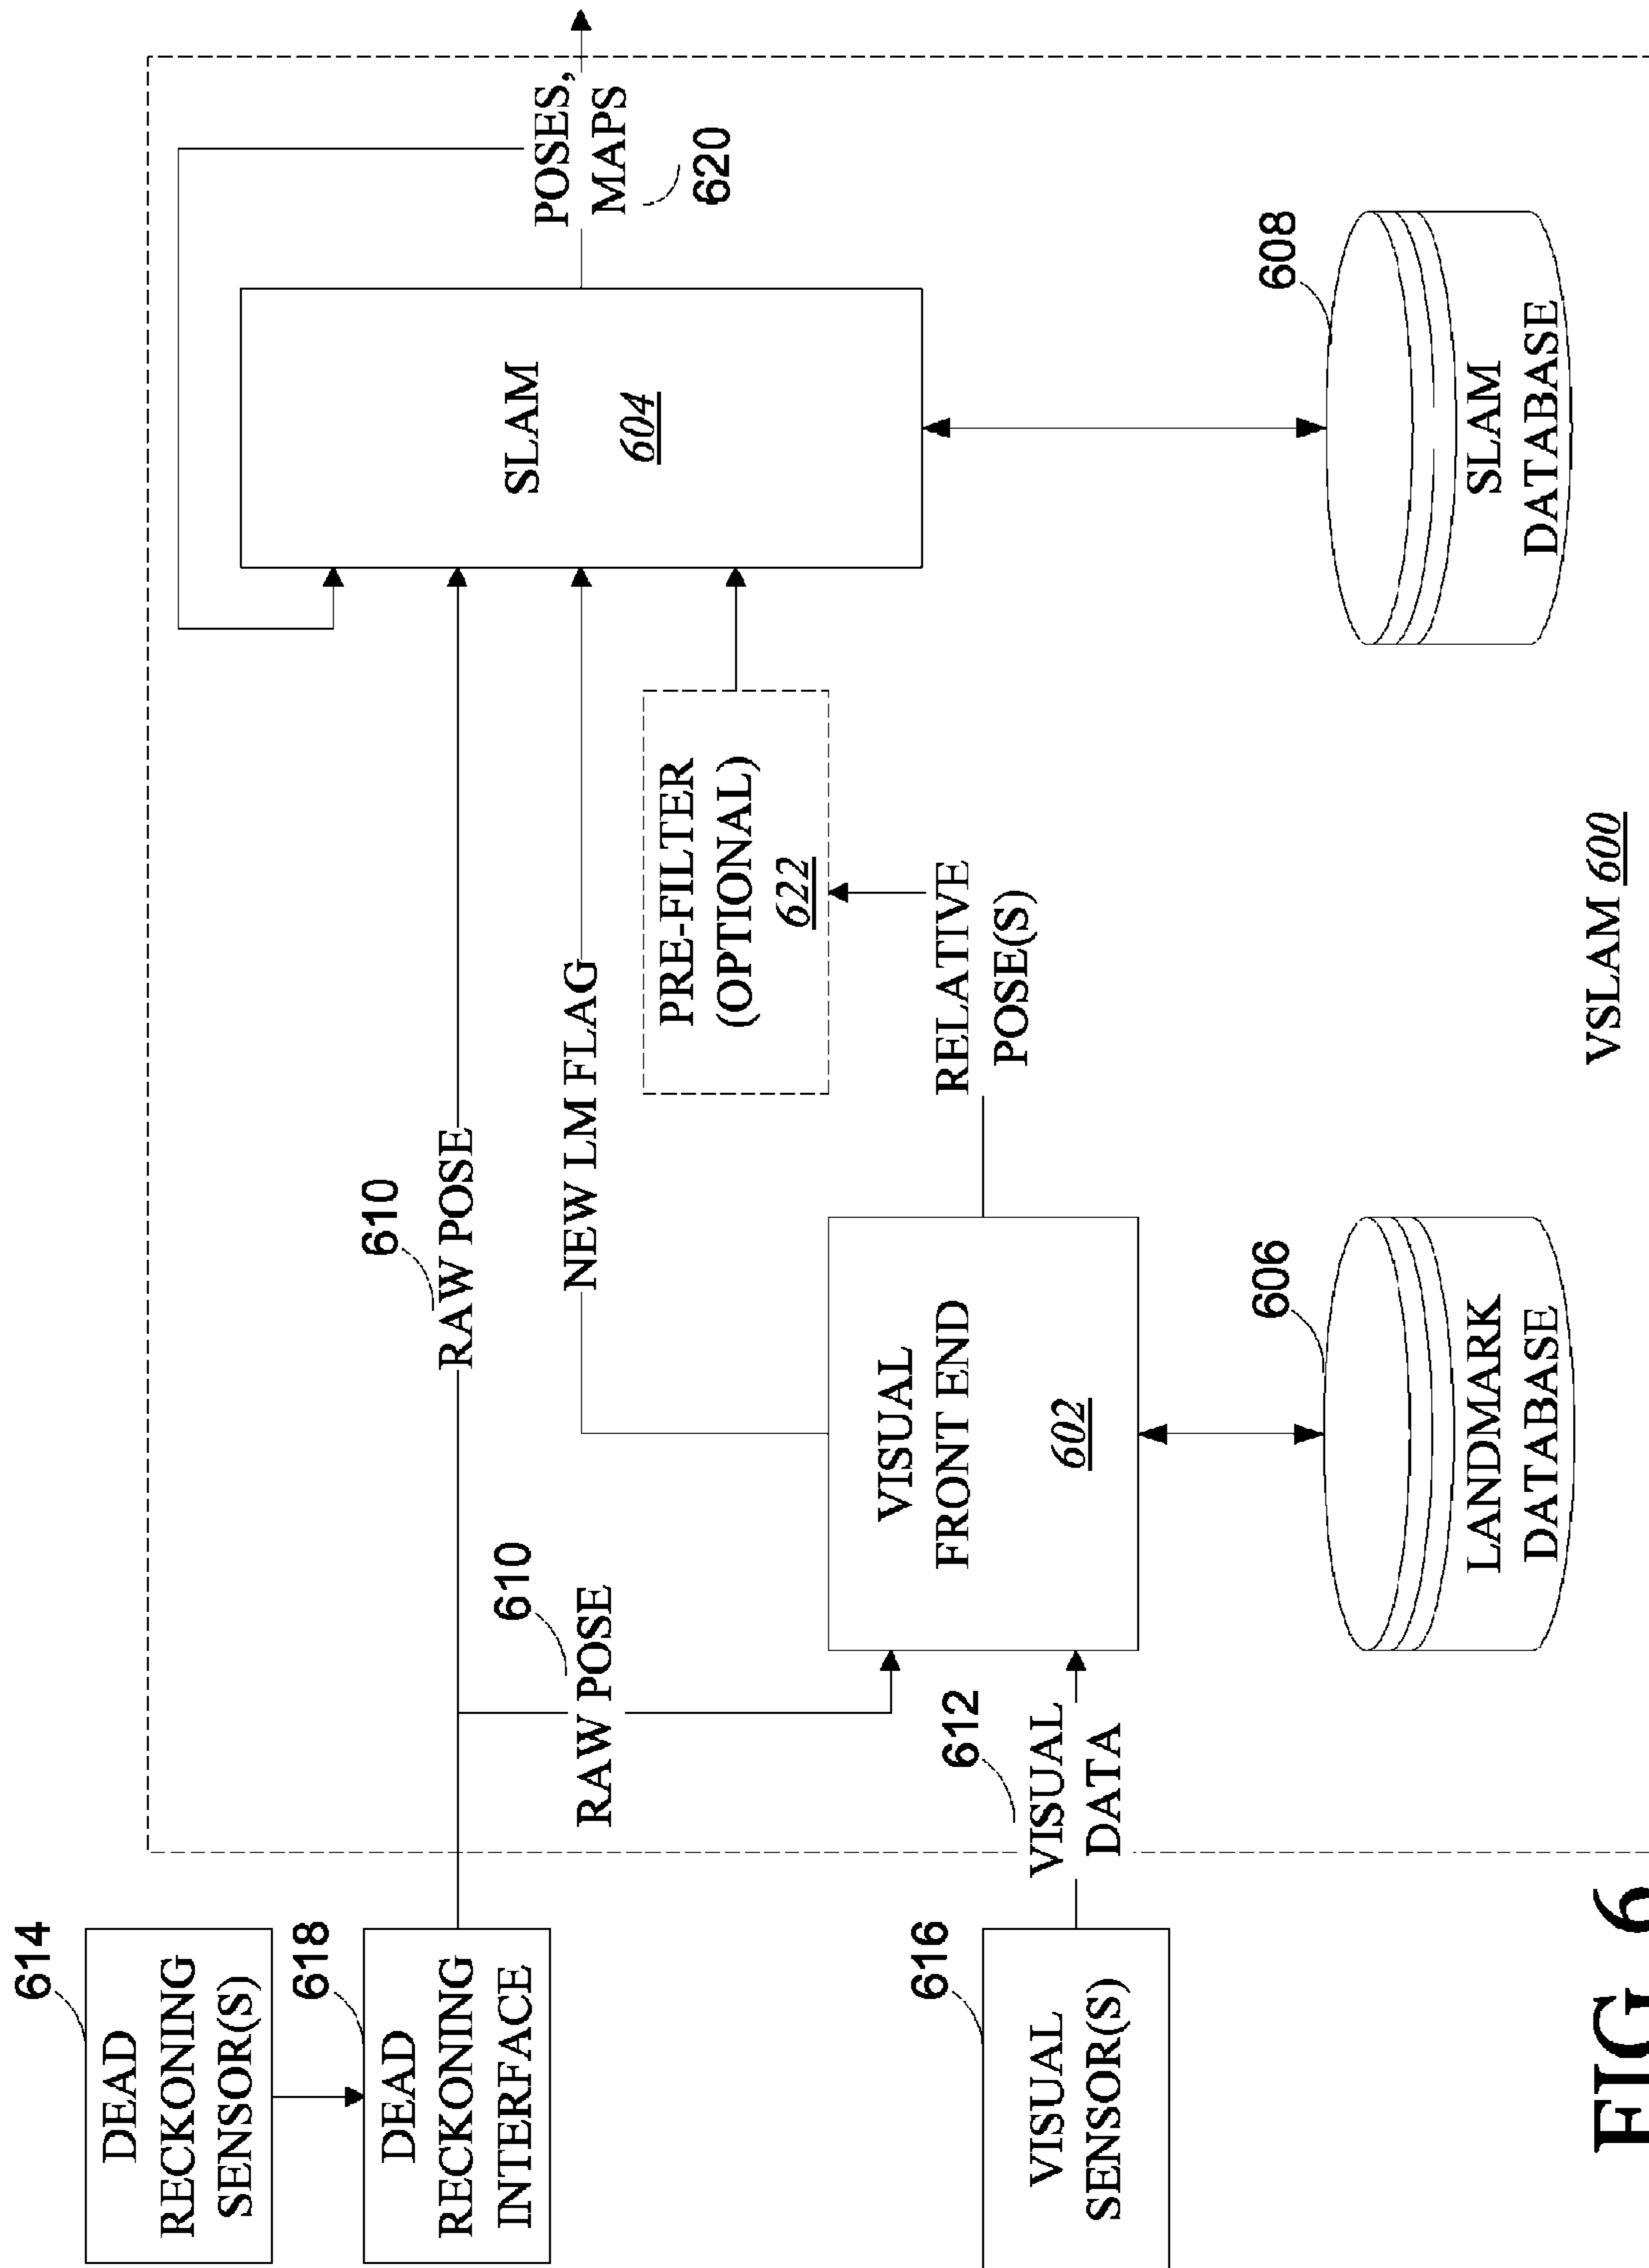 614
DEAD
RECKONING
SENSOR(S)
618
DEAD
RECKONING
INTERFACE
616
VISUAL
SENSOR(S)
610
RAW POSE
610
RAW POSE
612
VISUAL
DATA
NEW LM FLAG
VISUAL
FRONT END
602
606
LANDMARK
DATABASE
RELATIVE
POSE(S)
PRE-FILTER
(OPTIONAL)
622
SLAM
604
608
SLAM
DATABASE
POSES,
MAPS
620
VSLAM 600
FIG. 6